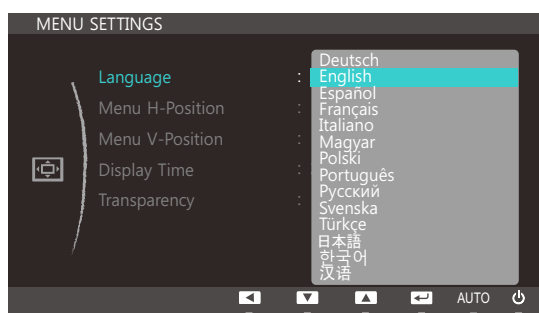 MENU SETTINGS
Language :
Menu H-Position :
Menu V-Position :
Display Time :
Transparency :
Deutsch
English
Español
Français
Italiano
Magyar
Polski
Português
Русский
Svenska
Türkçe
日本語
한국어
汉语
AUTO